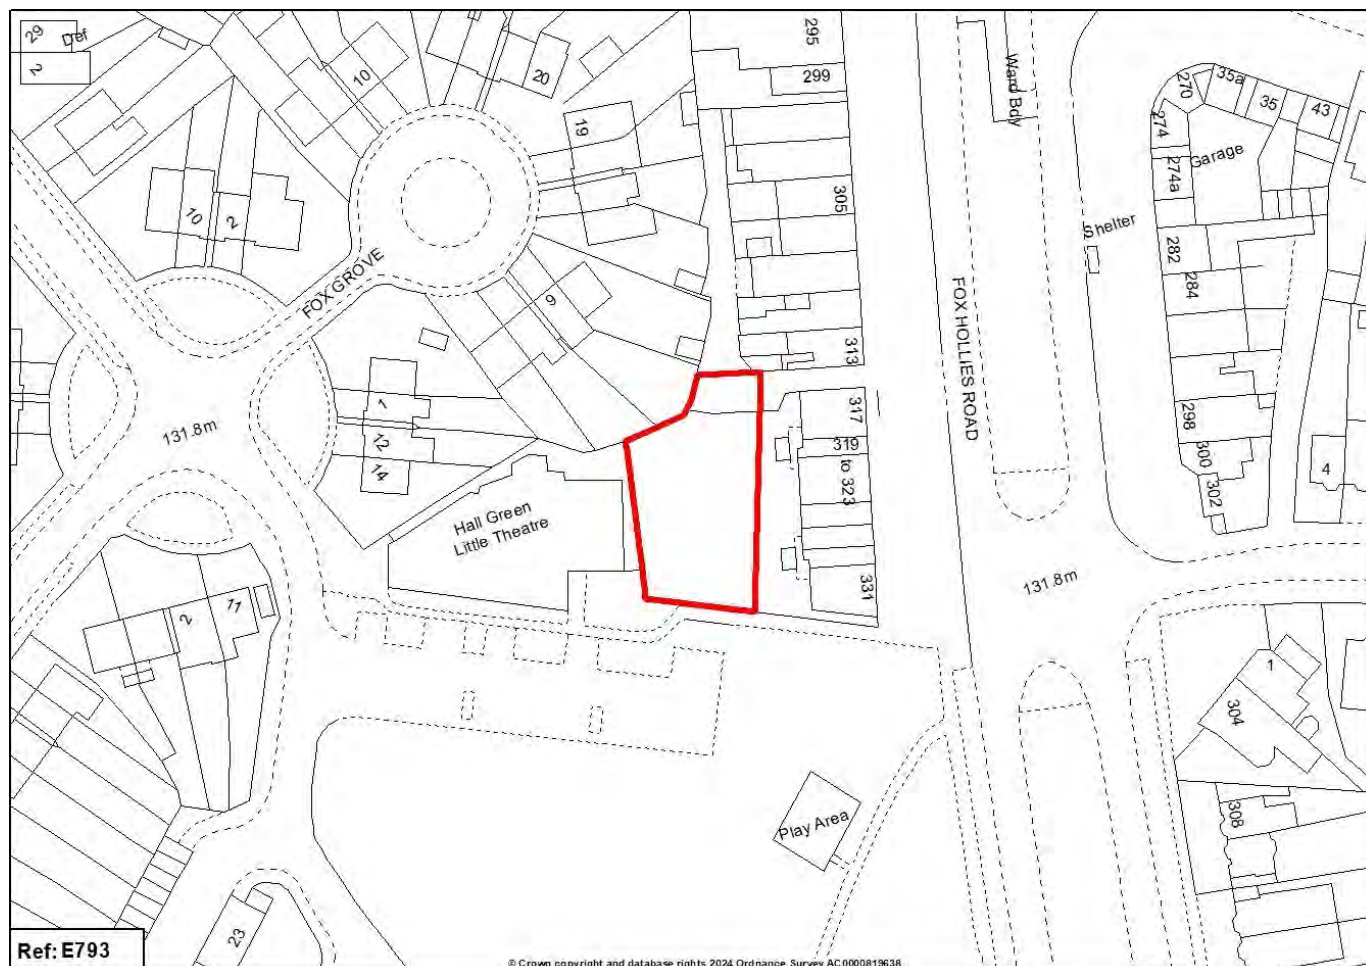 29
Def
2
10
20
295
299
Ward Bdy
270
35a
35
43
274
Garage
274a
19
305
10
2
Shelter
282
284
FOX GROVE
9
FOX HOLLIES ROAD
313
1
317
131.8m
12
319
to 323
298
300
302
4
14
Hall Green
Little Theatre
331
131.8m
2
11
1
304
308
Play Area
23
Ref: E793
© Crown copyright and database rights 2024 Ordnance Survey AC0000819638